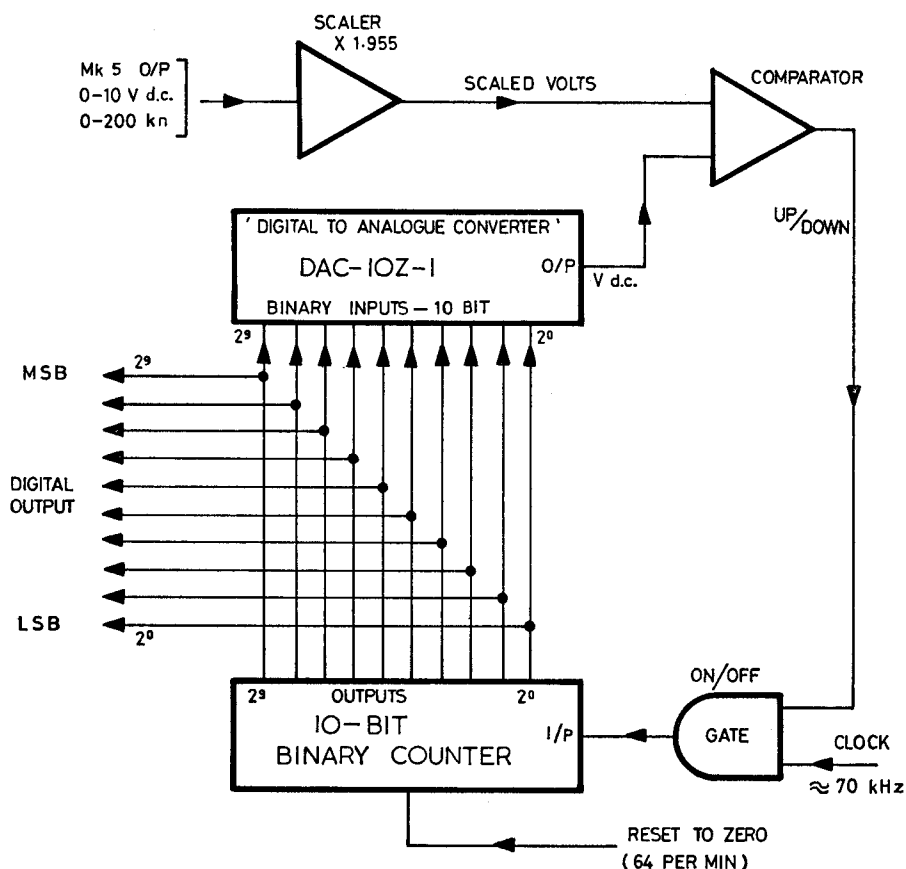 SCALER
X 1·955
Mk 5 O/P
0-10 V d.c.
0-200 kn
SCALED VOLTS
COMPARATOR
UP/DOWN
'DIGITAL TO ANALOGUE CONVERTER'
DAC-10Z-1
O/P
V d.c.
BINARY INPUTS - 10 BIT
2⁹
2⁰
MSB
2⁹
DIGITAL
OUTPUT
LSB
2⁰
2⁹
OUTPUTS
2⁰
10-BIT
BINARY COUNTER
I/P
ON/OFF
GATE
CLOCK
≈ 70 kHz
RESET TO ZERO
(64 PER MIN)